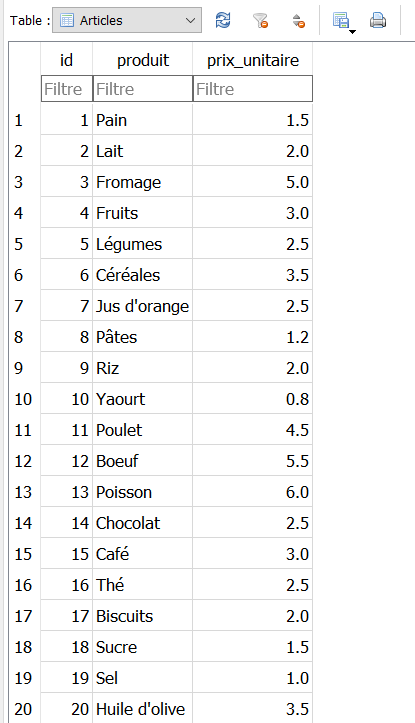 Table : Articles
id produit prix_unitaire
Filtre Filtre Filtre
1 1 Pain 1.5
2 2 Lait 2.0
3 3 Fromage 5.0
4 4 Fruits 3.0
5 5 Légumes 2.5
6 6 Céréales 3.5
7 7 Jus d'orange 2.5
8 8 Pâtes 1.2
9 9 Riz 2.0
10 10 Yaourt 0.8
11 11 Poulet 4.5
12 12 Boeuf 5.5
13 13 Poisson 6.0
14 14 Chocolat 2.5
15 15 Café 3.0
16 16 Thé 2.5
17 17 Biscuits 2.0
18 18 Sucre 1.5
19 19 Sel 1.0
20 20 Huile d'olive 3.5